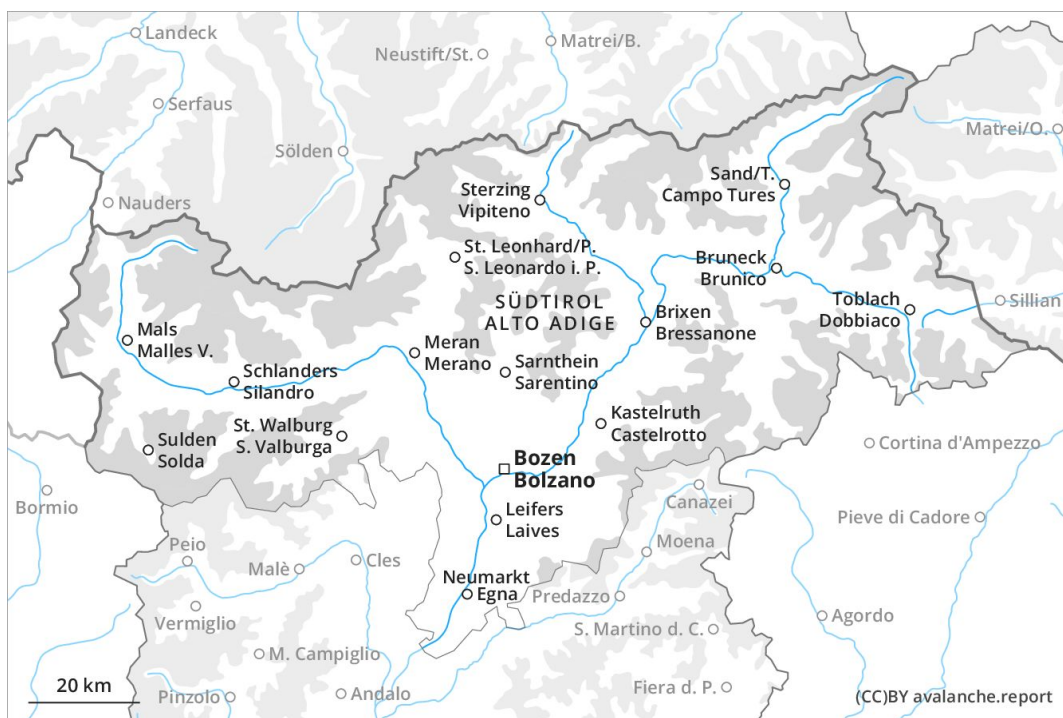 Landeck
Neustift/St.
Matrei/B.
Serfaus
Sölden
Matrei/O.
Nauders
Sterzing
Vipiteno
Sand/T.
Campo Tures
St. Leonhard/P.
S. Leonardo i. P.
Bruneck
Brunico
SÜDTIROL
ALTO ADIGE
Toblach
Dobbiaco
Sillian
Brixen
Bressanone
Mals
Malles V.
Meran
Merano
Sarnthein
Sarentino
Schlanders
Silandro
St. Walburg
S. Valburga
Kastelruth
Castelrotto
Sulden
Solda
Cortina d'Ampezzo
Bozen
Bolzano
Bormio
Canazei
Leifers
Laives
Pieve di Cadore
Peio
Malè
Cles
Moena
Neumarkt
Egna
Predazzo
Vermiglio
Agordo
S. Martino d. C.
M. Campiglio
20 km
Pinzolo
Andalo
Fiera d. P.
(CC)BY avalanche.report